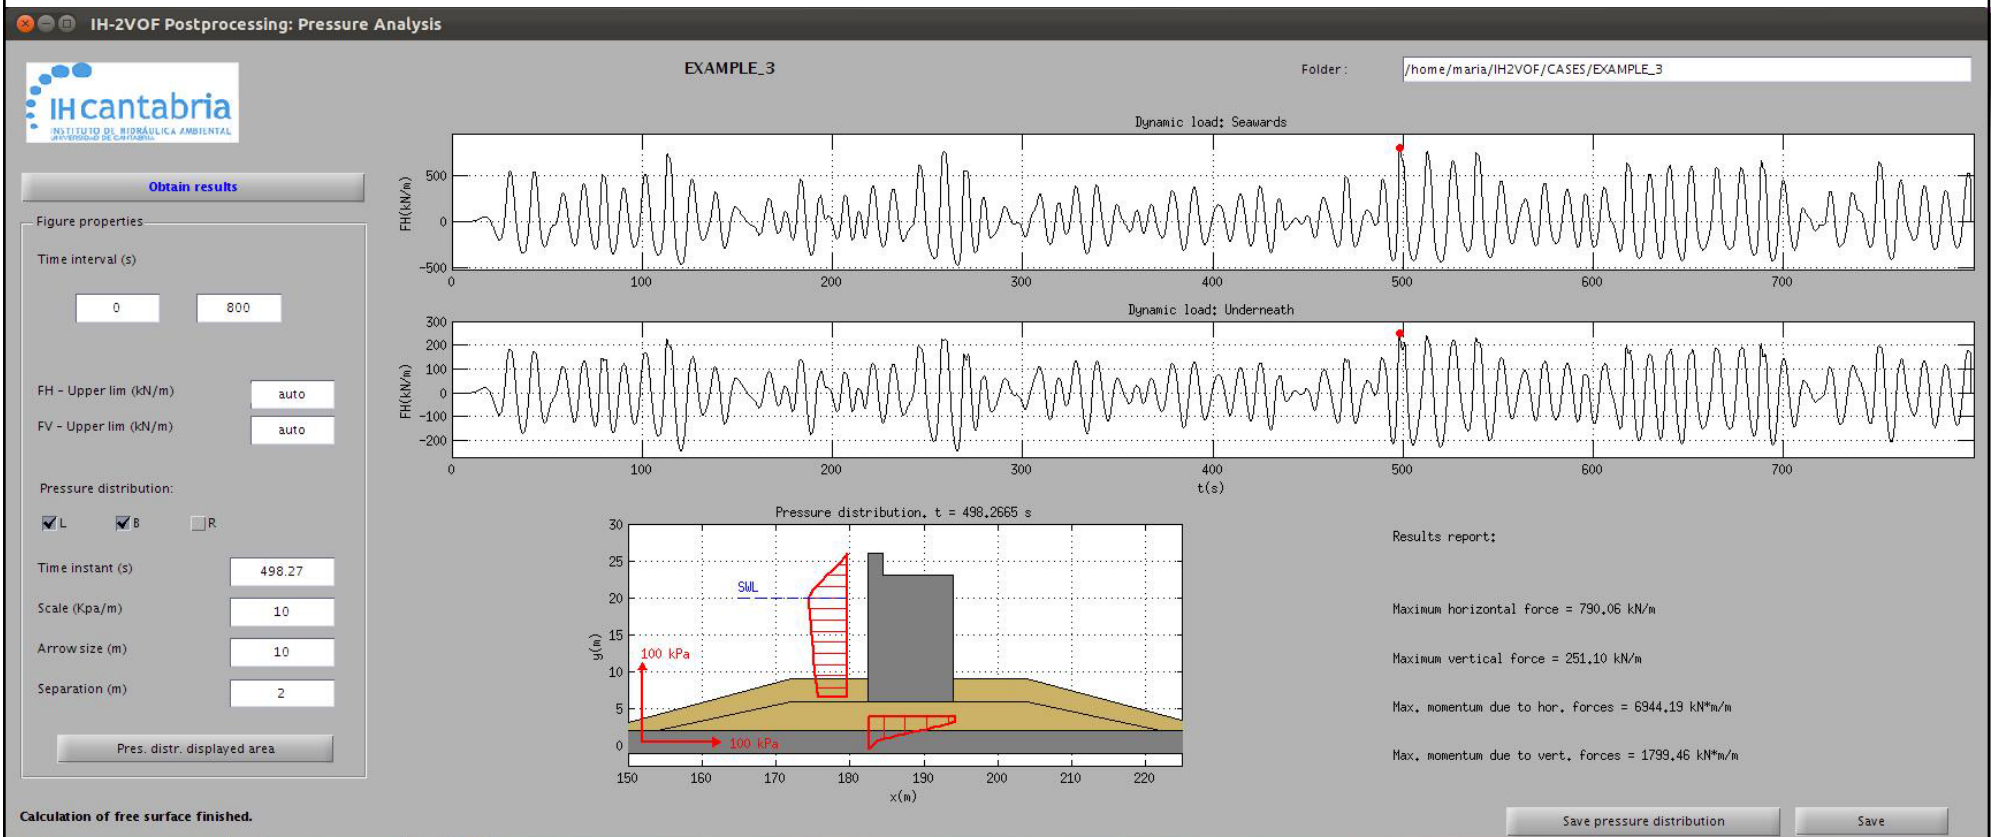 IH-2VOF Postprocessing: Pressure Analysis
EXAMPLE_3
Folder :
/home/maria/IH2VOF/CASES/EXAMPLE_3
IHcantabria
INSTITUTO DE HIDRÁULICA AMBIENTAL
UNIVERSIDAD DE CANTABRIA
Obtain results
Figure properties
Time interval (s)
0
800
FH - Upper lim (kN/m)
auto
FV - Upper lim (kN/m)
auto
Pressure distribution:
L
B
R
Time instant (s)
498.27
Scale (Kpa/m)
10
Arrow size (m)
10
Separation (m)
2
Pres. distr. displayed area
Calculation of free surface finished.
Dynamic load: Seawards
FH(kN/m)
500
0
-500
0 100 200 300 400 500 600 700
Dynamic load: Underneath
FH(kN/m)
300
200
100
0
-100
-200
0 100 200 300 400 500 600 700
t(s)
Pressure distribution. t = 498.2665 s
y(m)
30
25
20
15
10
5
0
SWL
100 kPa
100 kPa
150 160 170 180 190 200 210 220
x(m)
Results report:
Maximum horizontal force = 790.06 kN/m
Maximum vertical force = 251.10 kN/m
Max. momentum due to hor. forces = 6944.19 kN*m/m
Max. momentum due to vert. forces = 1799.46 kN*m/m
Save pressure distribution
Save